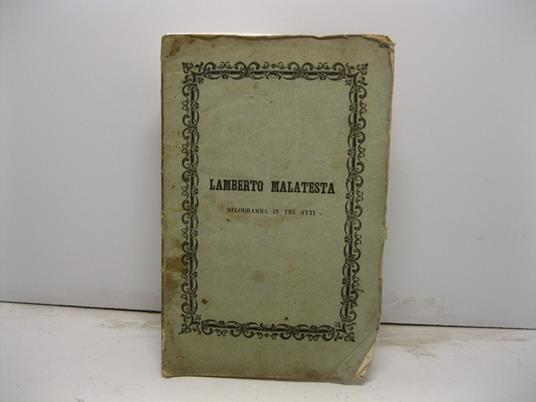 LAMBERTO MALATESTA
MELODRAMMA IN TRE ATTI